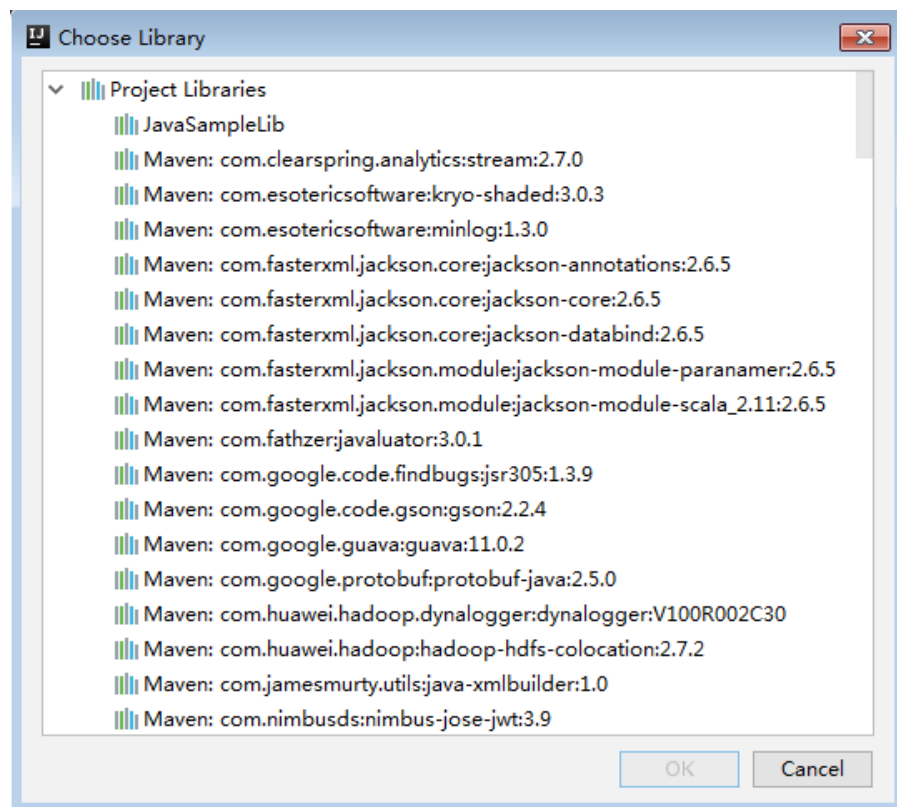 IJ Choose Library
Project Libraries
JavaSampleLib
Maven: com.clearspring.analytics:stream:2.7.0
Maven: com.esotericsoftware:kryo-shaded:3.0.3
Maven: com.esotericsoftware:minlog:1.3.0
Maven: com.fasterxml.jackson.core:jackson-annotations:2.6.5
Maven: com.fasterxml.jackson.core:jackson-core:2.6.5
Maven: com.fasterxml.jackson.core:jackson-databind:2.6.5
Maven: com.fasterxml.jackson.module:jackson-module-paranamer:2.6.5
Maven: com.fasterxml.jackson.module:jackson-module-scala_2.11:2.6.5
Maven: com.fathzer:javaluator:3.0.1
Maven: com.google.code.findbugs:jsr305:1.3.9
Maven: com.google.code.gson:gson:2.2.4
Maven: com.google.guava:guava:11.0.2
Maven: com.google.protobuf:protobuf-java:2.5.0
Maven: com.huawei.hadoop.dynalogger:dynalogger:V100R002C30
Maven: com.huawei.hadoop:hadoop-hdfs-colocation:2.7.2
Maven: com.jamesmurty.utils:java-xmlbuilder:1.0
Maven: com.nimbusds:nimbus-jose-jwt:3.9
OK Cancel